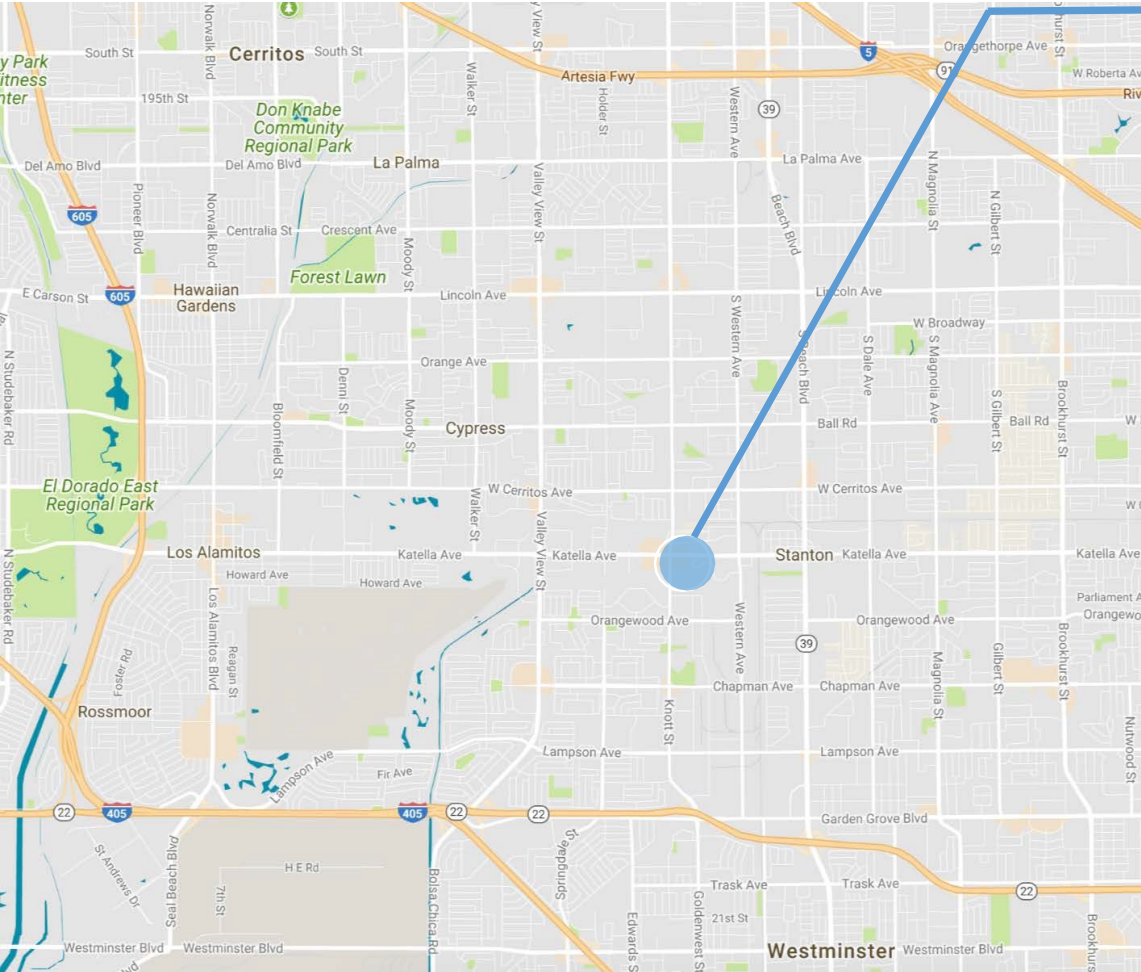 South St
Norwalk Blvd
Cerritos
South St
y View St
5
Orangethorpe Ave
hurst St
y Park
itness
nter
195th St
Don Knabe
Community
Regional Park
Walker St
Artesia Fwy
Holder St
Western Ave
39
91
W Roberta Av
Riv
Del Amo Blvd
Del Amo Blvd
La Palma
La Palma Ave
N Magnolia St
605
Pioneer Blvd
Norwalk Blvd
Centralia St
Crescent Ave
Moody St
Valley View St
Beach Blvd
N Gilbert St
Forest Lawn
E Carson St
605
Hawaiian
Gardens
Lincoln Ave
Lincoln Ave
S Western Ave
W Broadway
N Studebaker Rd
Orange Ave
S Beach Blvd
S Dale Ave
S Magnolia Ave
Denni St
Bloomfield St
Moody St
Cypress
Ball Rd
S Gilbert St
Ball Rd
Brookhurst St
W
El Dorado East
Regional Park
Walker St
W Cerritos Ave
W Cerritos Ave
W
N Studebaker Rd
Los Alamitos
Katella Ave
Valley View St
Katella Ave
Stanton
Katella Ave
Katella Ave
Howard Ave
Howard Ave
Los Alamitos Blvd
Orangewood Ave
Western Ave
Orangewood Ave
Parliament A
Orangewo
39
Foster Rd
Reagan St
Rossmoor
Chapman Ave
Chapman Ave
Knott St
Magnolia St
Gilbert St
Brookhurst St
Nutwood St
Lampson Ave
Fir Ave
Lampson Ave
Lampson Ave
22
405
405
22
22
Garden Grove Blvd
St Andrews Dr
Seal Beach Blvd
7th St
H E Rd
Bolsa Chica Rd
Springdale St
Edwards S
Goldenwest St
Trask Ave
Trask Ave
22
21st St
Westminster Blvd
Westminster Blvd
Westminster
Westminster Blvd
Brookhurs